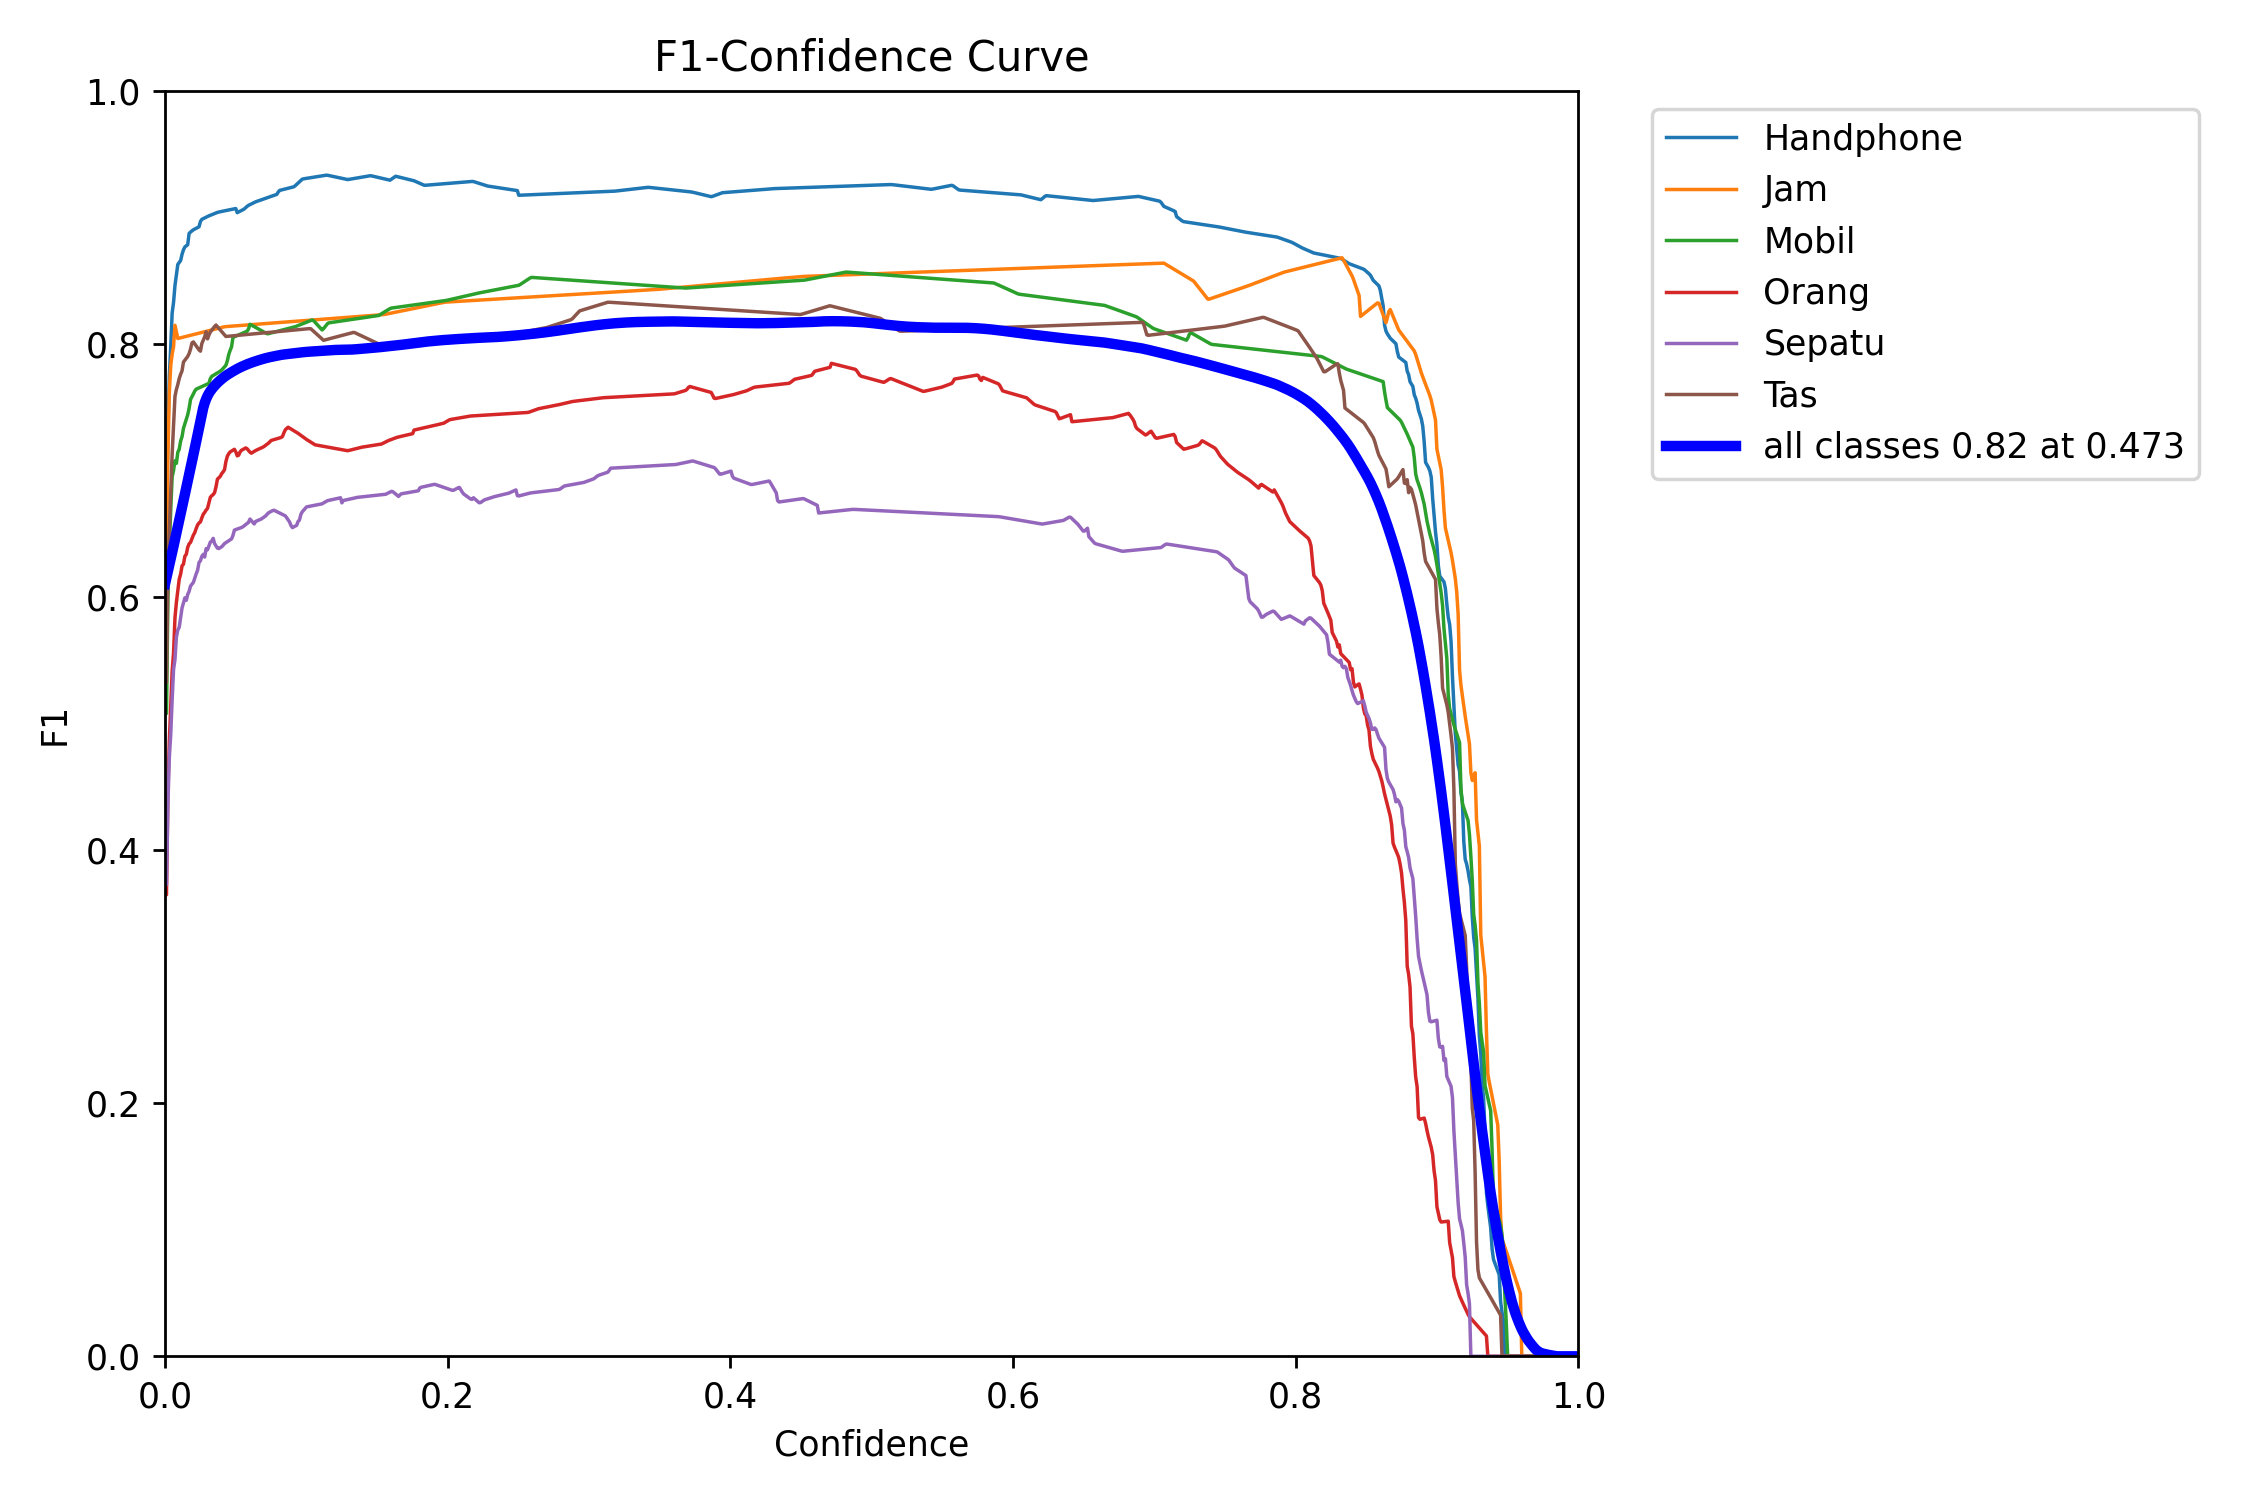 F1-Confidence Curve
1.0
0.8
0.6
0.4
0.2
0.0
F1
0.0 0.2 0.4 0.6 0.8 1.0
Confidence
Handphone
Jam
Mobil
Orang
Sepatu
Tas
all classes 0.82 at 0.473